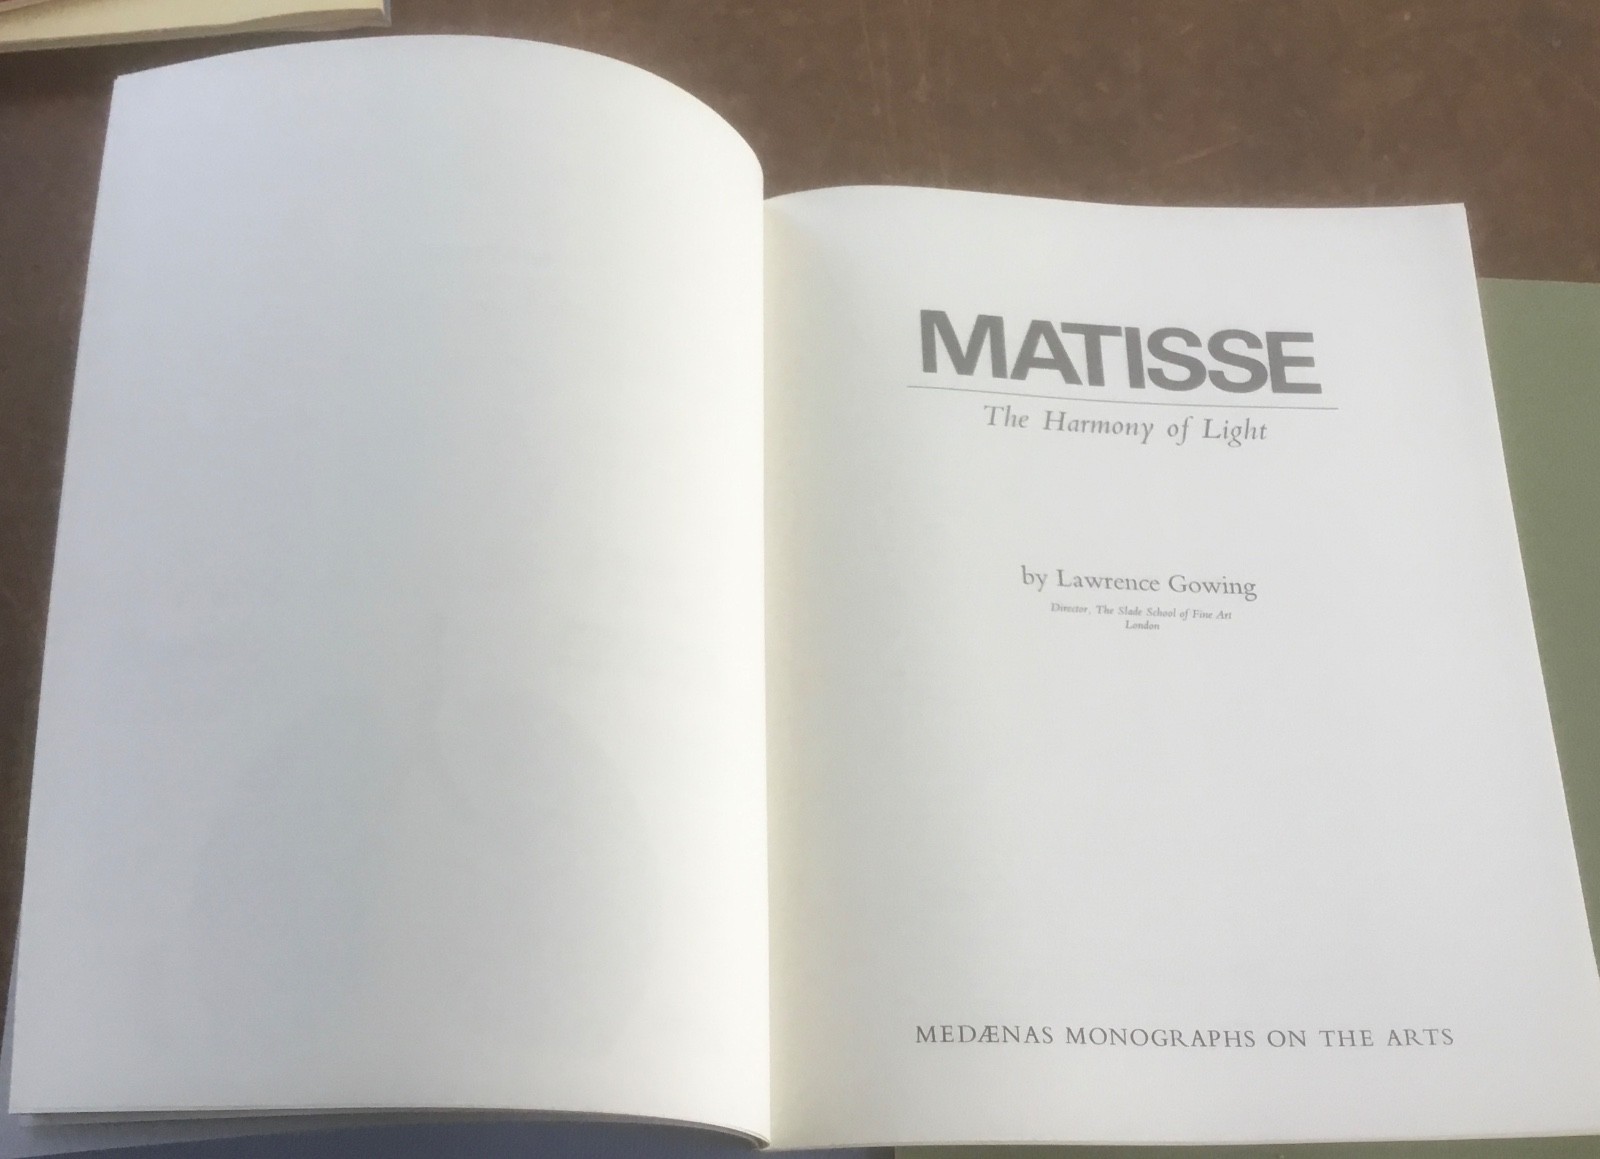 MATISSE
The Harmony of Light
by Lawrence Gowing
Director, The Slade School of Fine Art
London
MEDÆNAS MONOGRAPHS ON THE ARTS